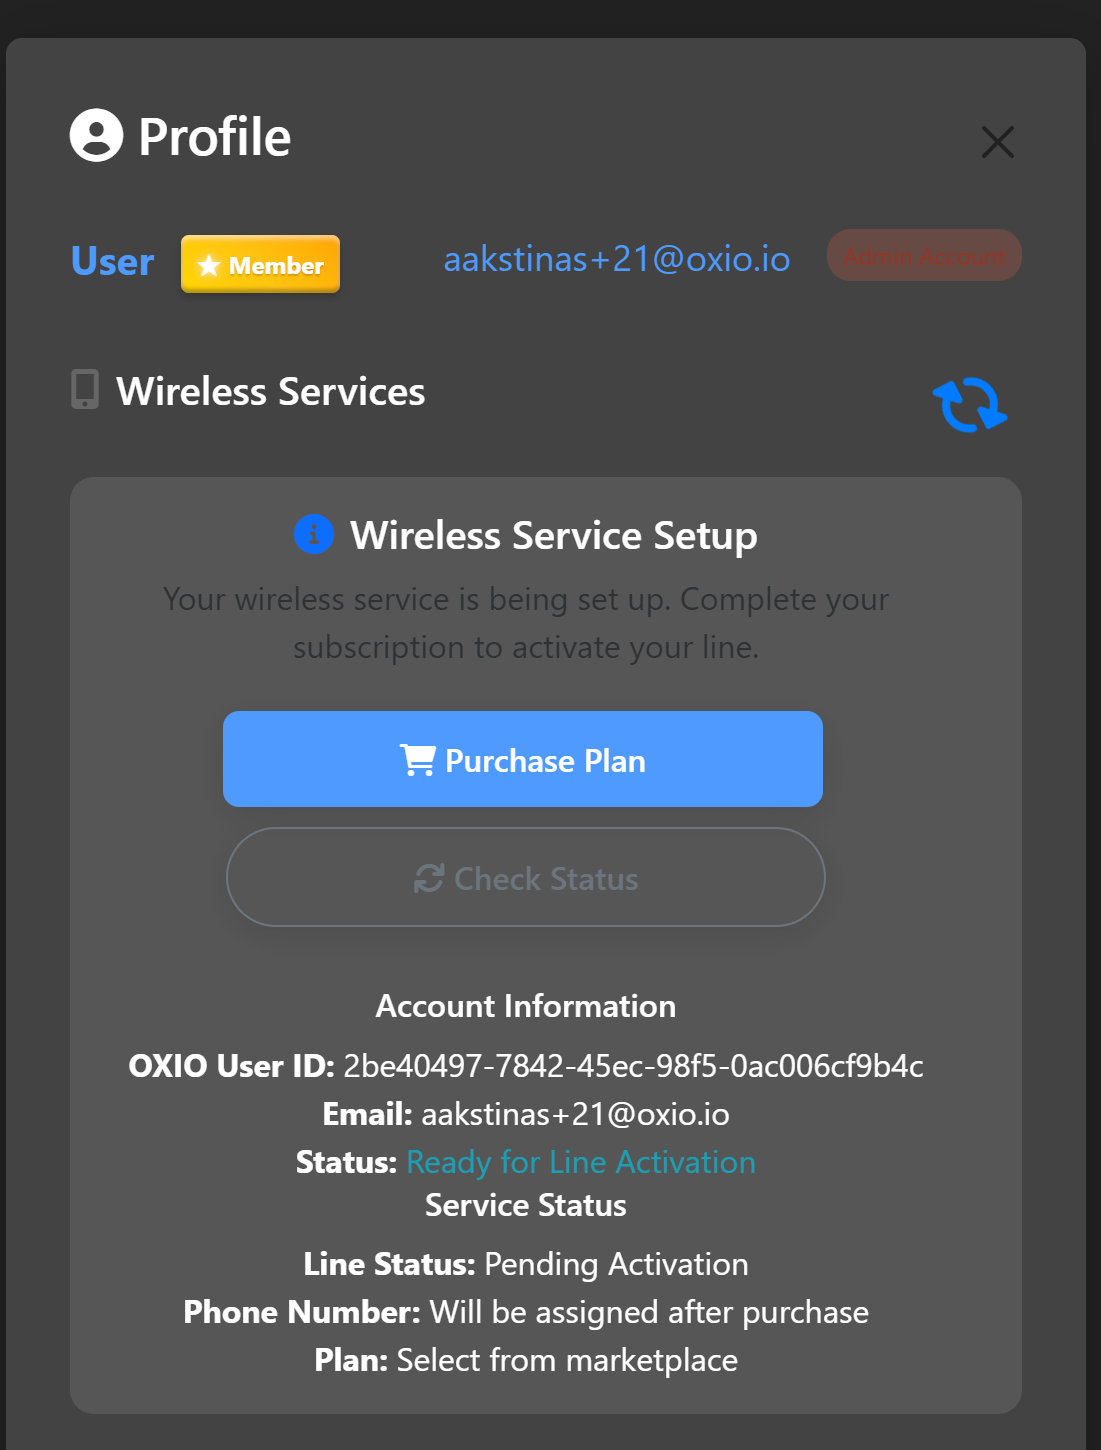 Profile
User
Member
aakstinas+21@oxio.io
Admin Account
Wireless Services
Wireless Service Setup
Your wireless service is being set up. Complete your
subscription to activate your line.
Purchase Plan
Check Status
Account Information
OXIO User ID: 2be40497-7842-45ec-98f5-0ac006cf9b4c
Email: aakstinas+21@oxio.io
Status: Ready for Line Activation
Service Status
Line Status: Pending Activation
Phone Number: Will be assigned after purchase
Plan: Select from marketplace